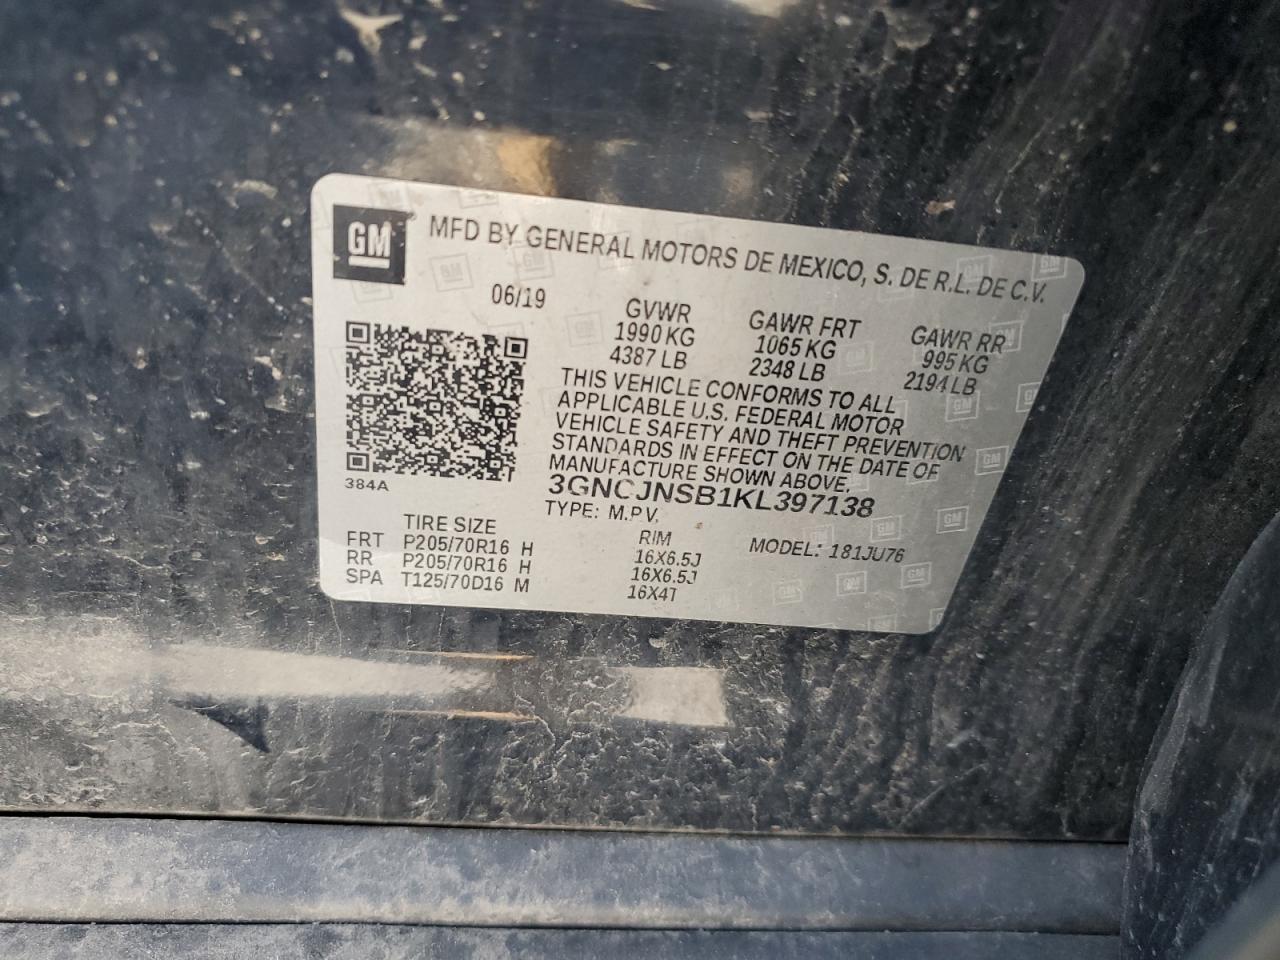 GM MFD BY GENERAL MOTORS DE MEXICO, S. DE R.L. DE C.V.
06/19 GVWR GAWR FRT GAWR RR
1990 KG 1065 KG 995 KG
4387 LB 2348 LB 2194 LB
THIS VEHICLE CONFORMS TO ALL
APPLICABLE U.S. FEDERAL MOTOR
VEHICLE SAFETY AND THEFT PREVENTION
STANDARDS IN EFFECT ON THE DATE OF
MANUFACTURE SHOWN ABOVE.
384A
3GNCJNSB1KL397138
TYPE: M.P.V.
TIRE SIZE RIM MODEL: 181JU76
FRT P205/70R16 H 16X6.5J
RR P205/70R16 H 16X6.5J
SPA T125/70D16 M 16X4T